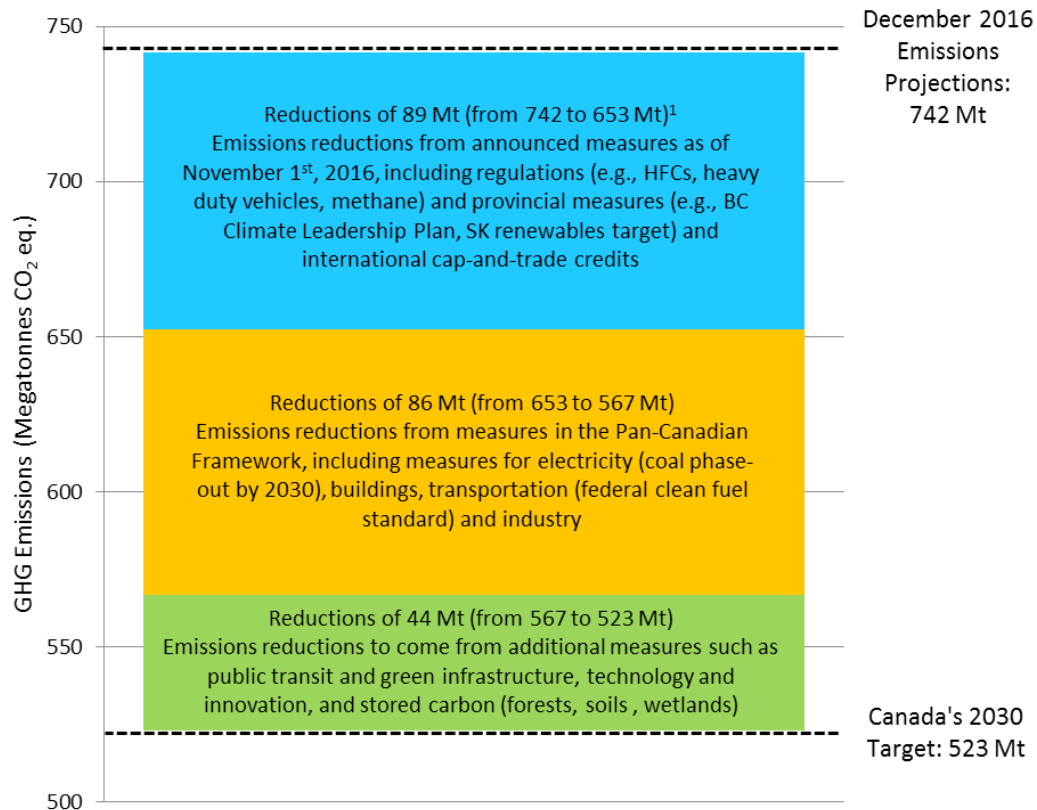 750
December 2016
Emissions
Projections:
742 Mt
Reductions of 89 Mt (from 742 to 653 Mt)¹
Emissions reductions from announced measures as of
November 1st, 2016, including regulations (e.g., HFCs, heavy
duty vehicles, methane) and provincial measures (e.g., BC
Climate Leadership Plan, SK renewables target) and
international cap-and-trade credits
700
GHG Emissions (Megatonnes CO₂ eq.)
650
Reductions of 86 Mt (from 653 to 567 Mt)
Emissions reductions from measures in the Pan-Canadian
Framework, including measures for electricity (coal phase-
out by 2030), buildings, transportation (federal clean fuel
standard) and industry
600
Reductions of 44 Mt (from 567 to 523 Mt)
Emissions reductions to come from additional measures such as
public transit and green infrastructure, technology and
innovation, and stored carbon (forests, soils , wetlands)
550
Canada's 2030
Target: 523 Mt
500